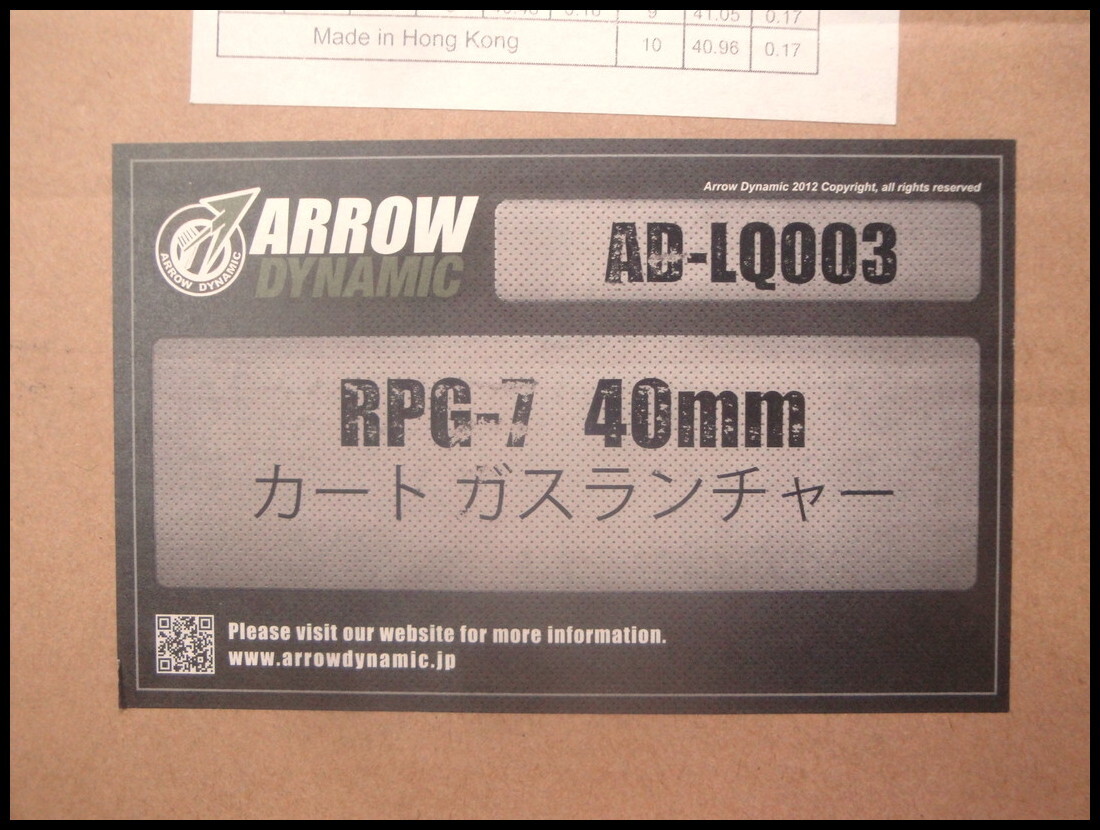 9 41.05 0.17
Made in Hong Kong 10 40.96 0.17
Arrow Dynamic 2012 Copyright, all rights reserved
ARROW
DYNAMIC
ARROW DYNAMIC
AD-LQ003
RPG-7 40mm
カート ガスランチャー
Please visit our website for more information.
www.arrowdynamic.jp